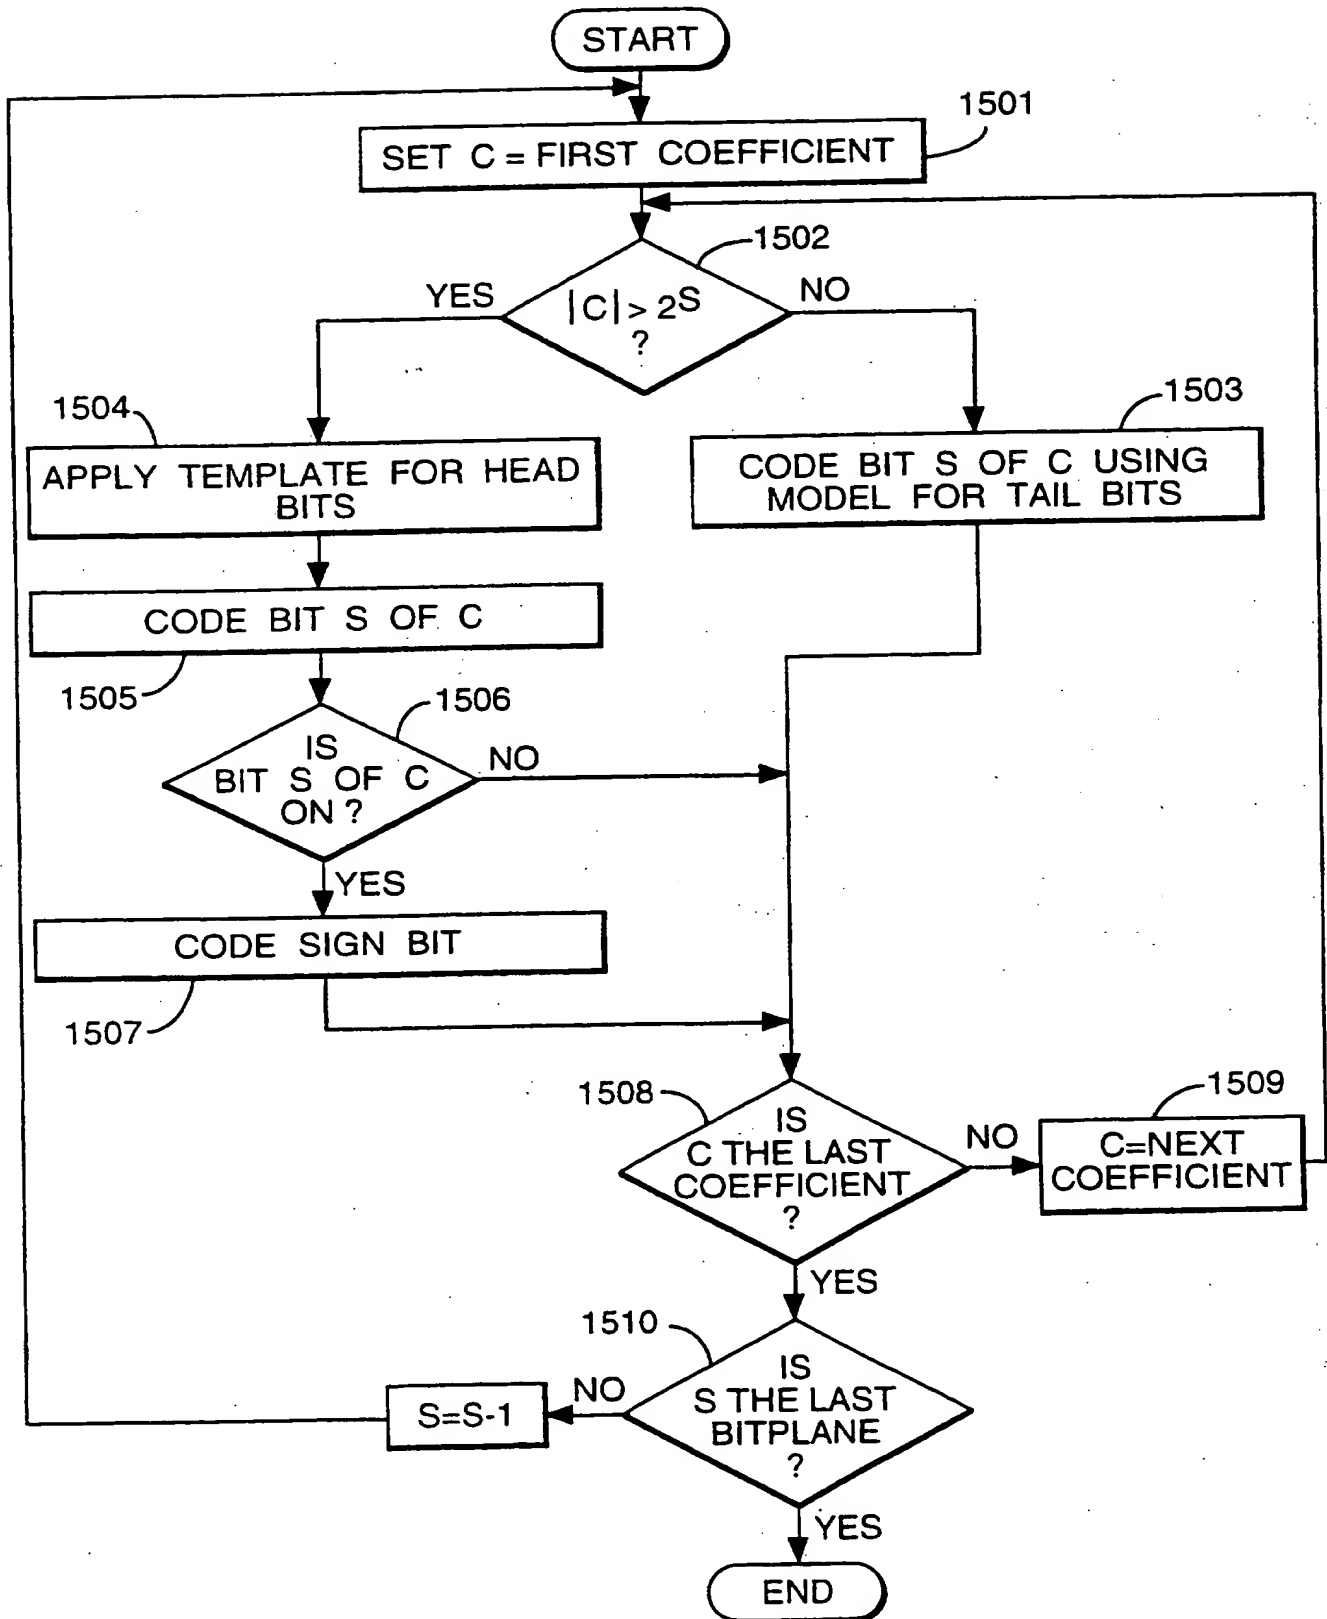 START
1501
SET C = FIRST COEFFICIENT
1502
YES
|C| > 2^S
?
NO
1504
APPLY TEMPLATE FOR HEAD
BITS
1503
CODE BIT S OF C USING
MODEL FOR TAIL BITS
CODE BIT S OF C
1505
1506
IS
BIT S OF C
ON ?
NO
YES
CODE SIGN BIT
1507
1508
IS
C THE LAST
COEFFICIENT
?
NO
1509
C=NEXT
COEFFICIENT
YES
1510
IS
S THE LAST
BITPLANE
?
NO
S=S-1
YES
END